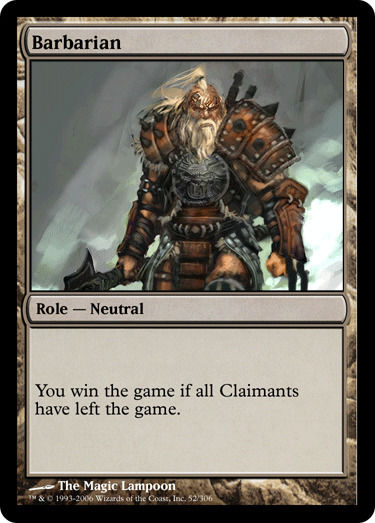 Barbarian
Role — Neutral
You win the game if all Claimants
have left the game.
The Magic Lampoon
™ & © 1993-2006 Wizards of the Coast, Inc. 52/306